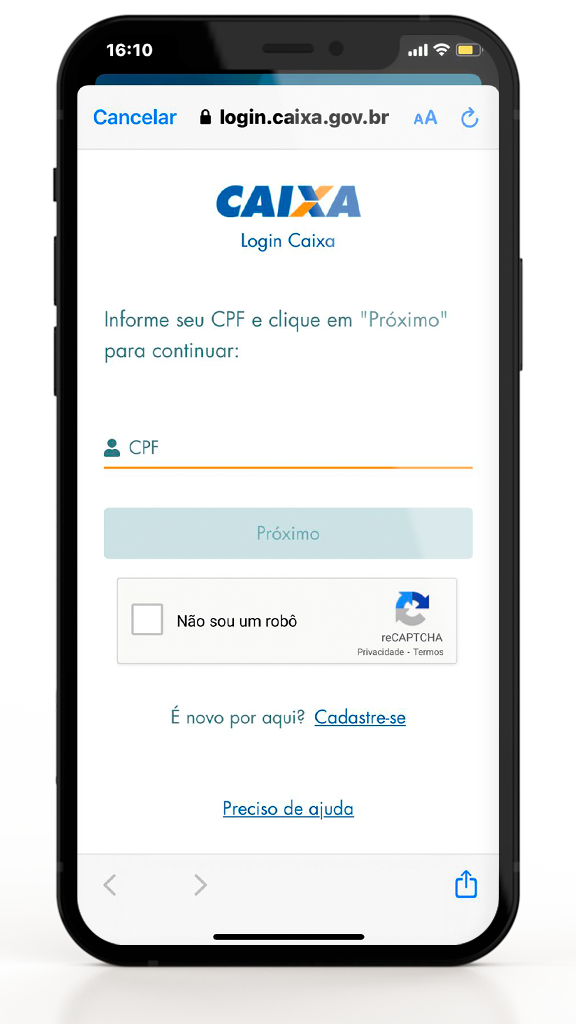 16:10
Cancelar login.caixa.gov.br AA
CAIXA
Login Caixa
Informe seu CPF e clique em "Próximo"
para continuar:
CPF
Próximo
Não sou um robô
reCAPTCHA
Privacidade - Termos
É novo por aqui? Cadastre-se
Preciso de ajuda